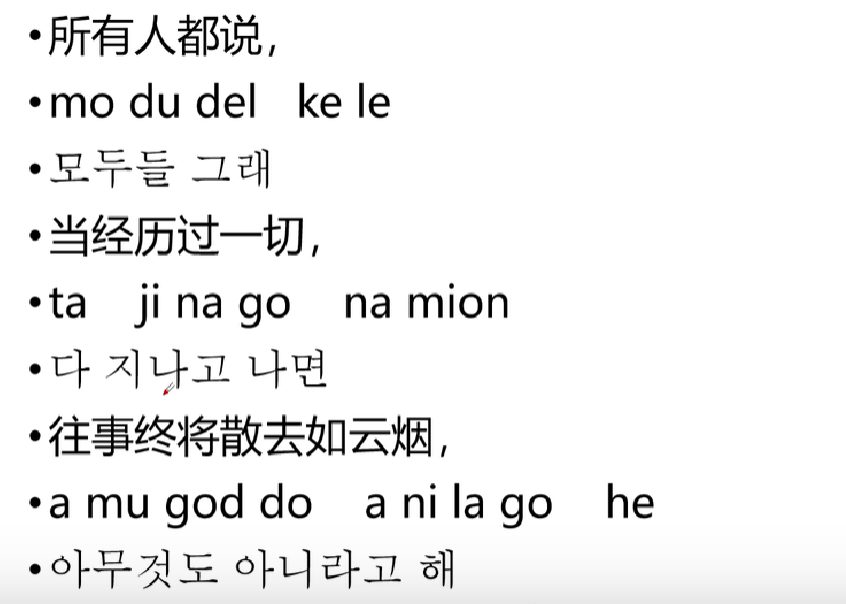 •所有人都说，
•mo du del ke le
•모두들 그래
•当经历过一切，
•ta ji na go na mion
•다 지나고 나면
•往事终将散去如云烟，
•a mu god do a ni la go he
•아무것도 아니라고 해